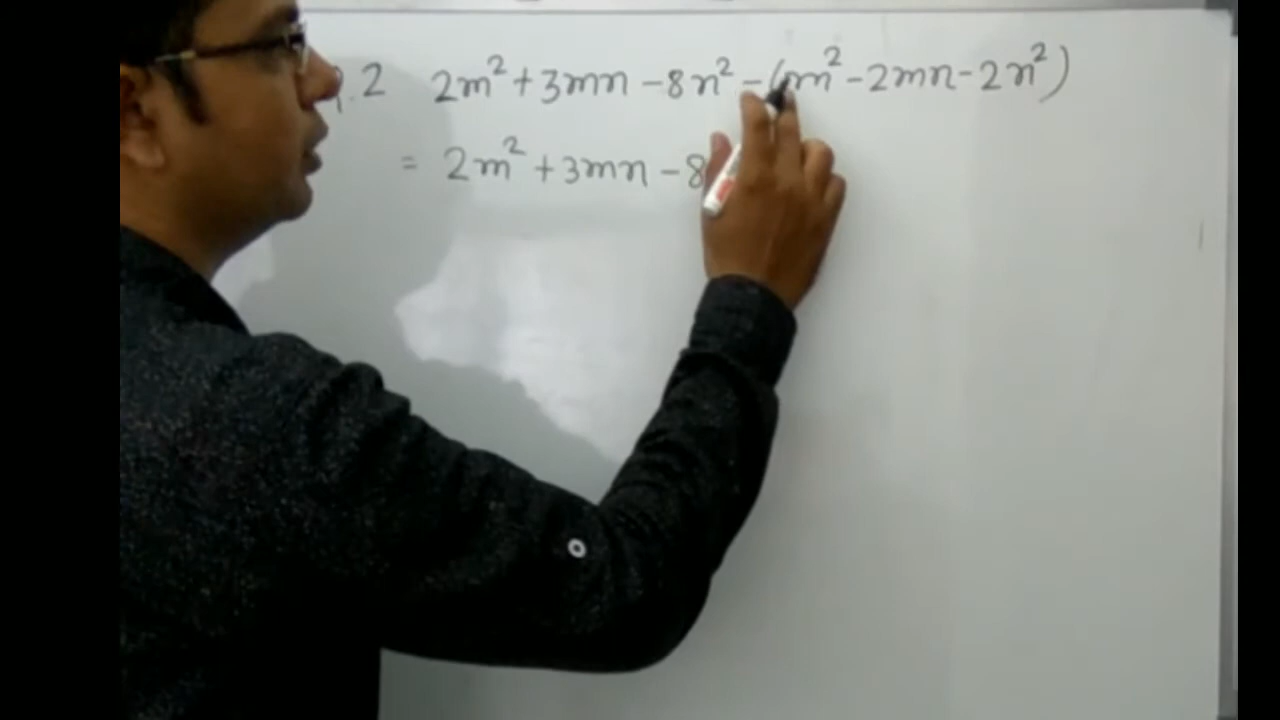 2 2m² + 3mn - 8n² - (m² - 2mn - 2n²)
= 2m² + 3mn - 8